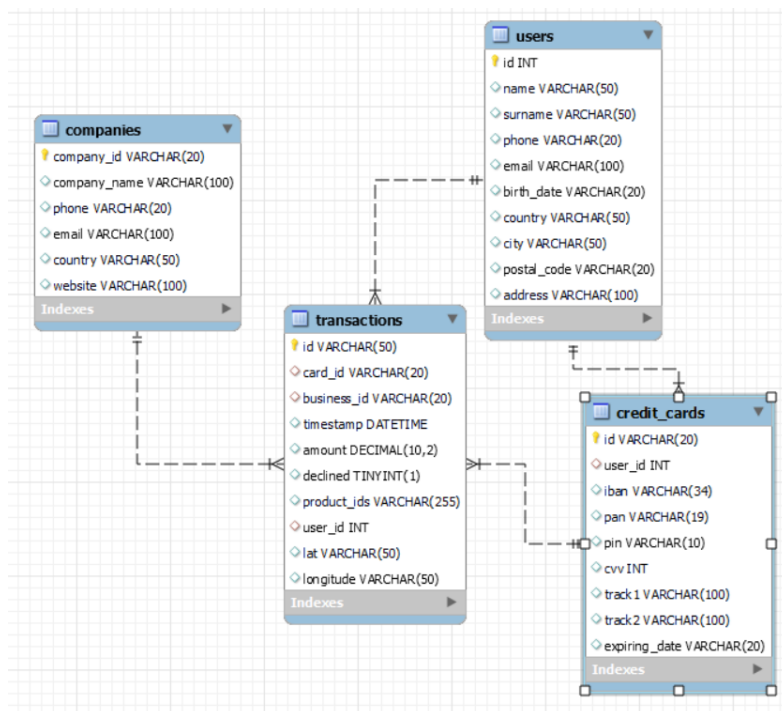 users
id INT
name VARCHAR(50)
surname VARCHAR(50)
phone VARCHAR(20)
email VARCHAR(100)
birth_date VARCHAR(20)
country VARCHAR(50)
city VARCHAR(50)
postal_code VARCHAR(20)
address VARCHAR(100)
Indexes
companies
company_id VARCHAR(20)
company_name VARCHAR(100)
phone VARCHAR(20)
email VARCHAR(100)
country VARCHAR(50)
website VARCHAR(100)
Indexes
transactions
id VARCHAR(50)
card_id VARCHAR(20)
business_id VARCHAR(20)
timestamp DATETIME
amount DECIMAL(10,2)
declined TINYINT(1)
product_ids VARCHAR(255)
user_id INT
lat VARCHAR(50)
longitude VARCHAR(50)
Indexes
credit_cards
id VARCHAR(20)
user_id INT
iban VARCHAR(34)
pan VARCHAR(19)
pin VARCHAR(10)
cvv INT
track1 VARCHAR(100)
track2 VARCHAR(100)
expiring_date VARCHAR(20)
Indexes